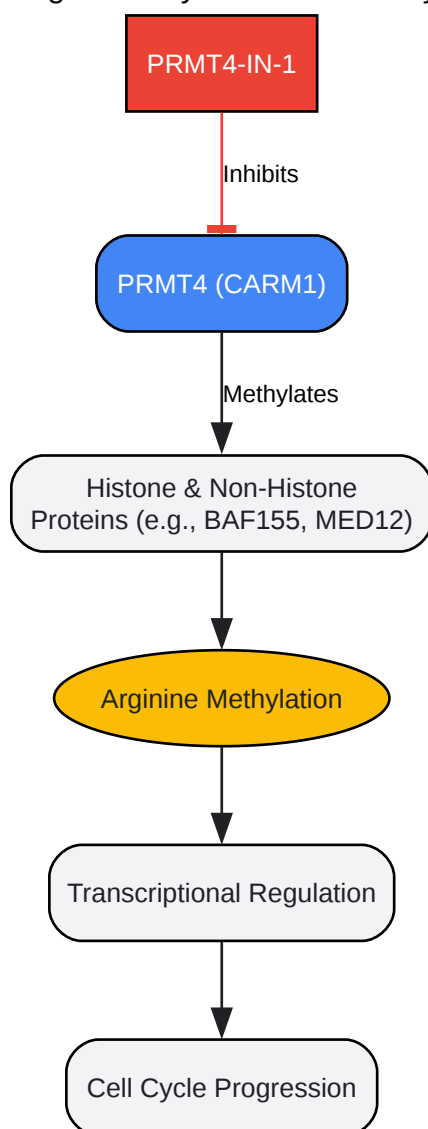 PRMT4-IN-1
Inhibits
PRMT4 (CARM1)
Methylates
Histone & Non-Histone
Proteins (e.g., BAF155, MED12)
Arginine Methylation
Transcriptional Regulation
Cell Cycle Progression